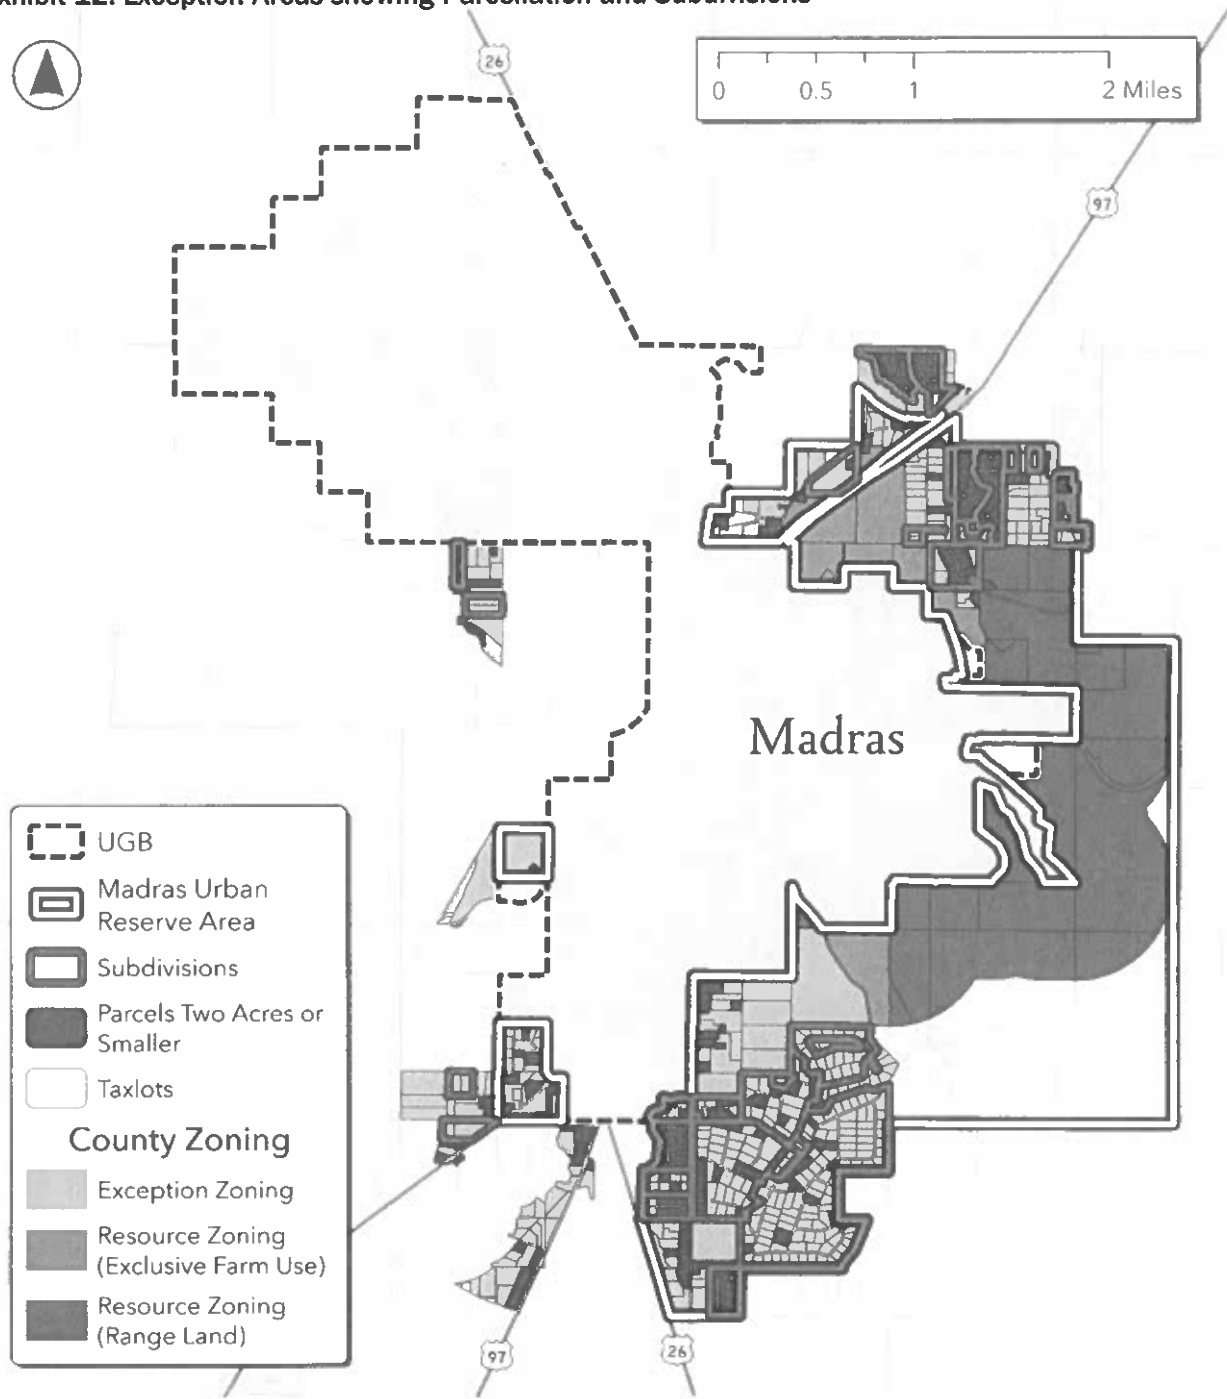 Exhibit 12. Exception Areas showing Parcellation and Subdivisions
26
0 0.5 1 2 Miles
97
Madras
UGB
Madras Urban
Reserve Area
Subdivisions
Parcels Two Acres or
Smaller
Taxlots
County Zoning
Exception Zoning
Resource Zoning
(Exclusive Farm Use)
Resource Zoning
(Range Land)
97
26